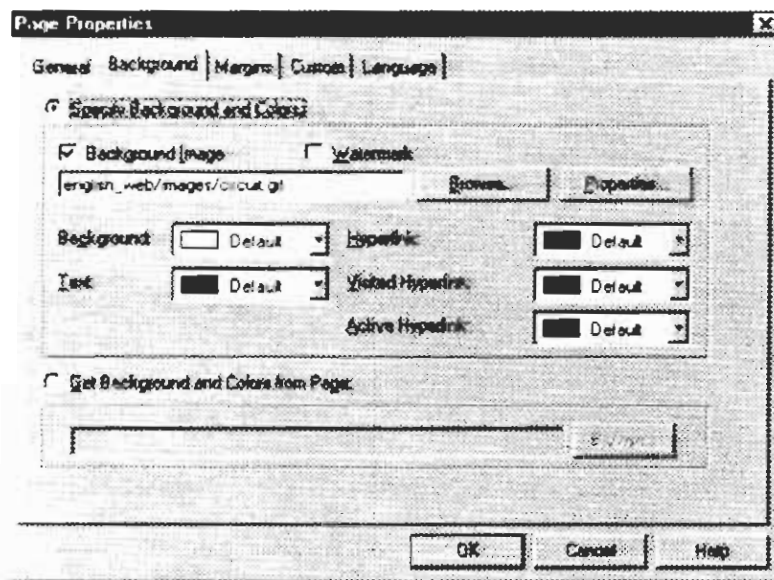 Page Properties
General Background Margins Custom Language
Specify Background and Colors
Background Image Watermark
english_web/images/circuit.gif Browse... Properties...
Background: Default Hyperlink: Default
Text: Default Visited Hyperlink: Default
Active Hyperlink: Default
Get Background and Colors from Page:
OK Cancel Help